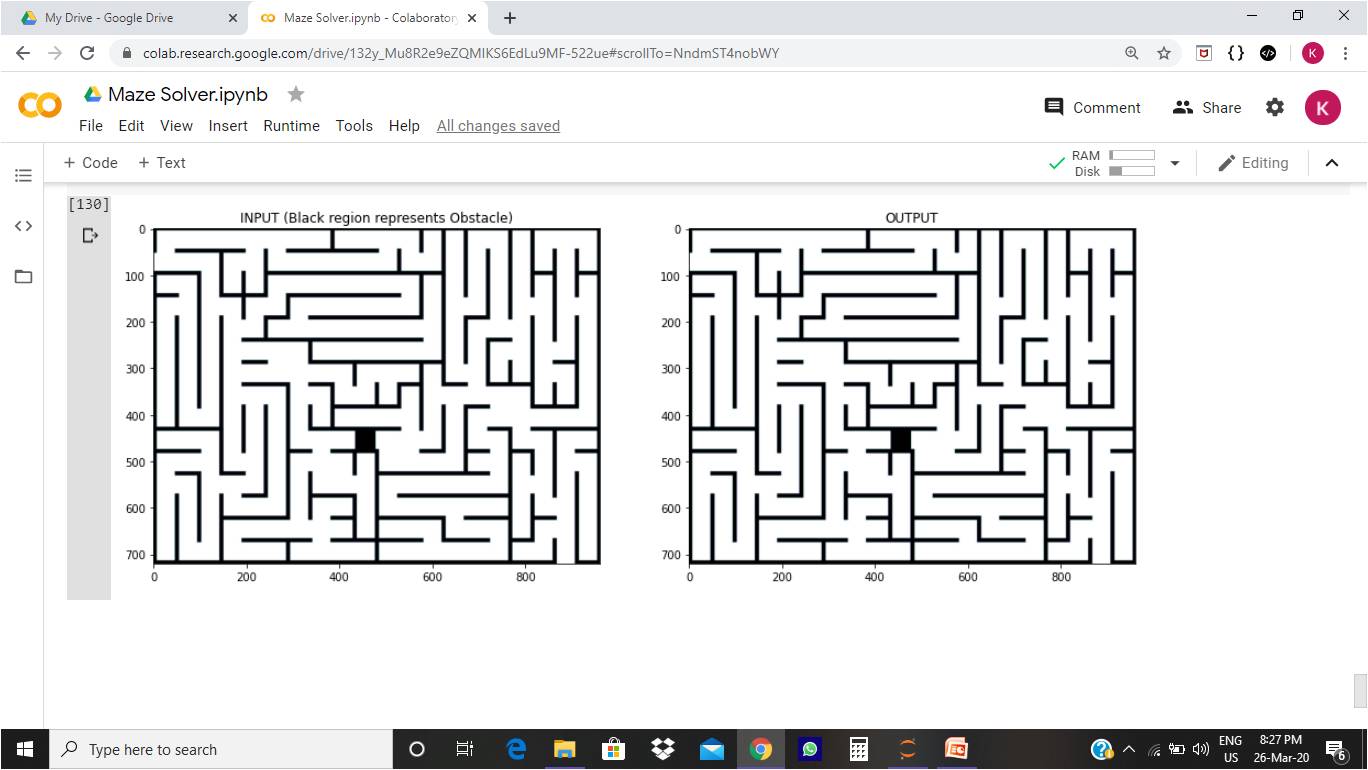 My Drive - Google Drive
Maze Solver.ipynb - Colaboratory
colab.research.google.com/drive/132y_Mu8R2e9eZQMIKS6EdLu9MF-522ue#scrollTo=NndmST4nobWY
K
CO
Maze Solver.ipynb
File Edit View Insert Runtime Tools Help All changes saved
Comment
Share
K
+ Code + Text
RAM
Disk
Editing
[130]
INPUT (Black region represents Obstacle)
0
100
200
300
400
500
600
700
0 200 400 600 800
OUTPUT
0
100
200
300
400
500
600
700
0 200 400 600 800
Type here to search
ENG
US
8:27 PM
26-Mar-20
6